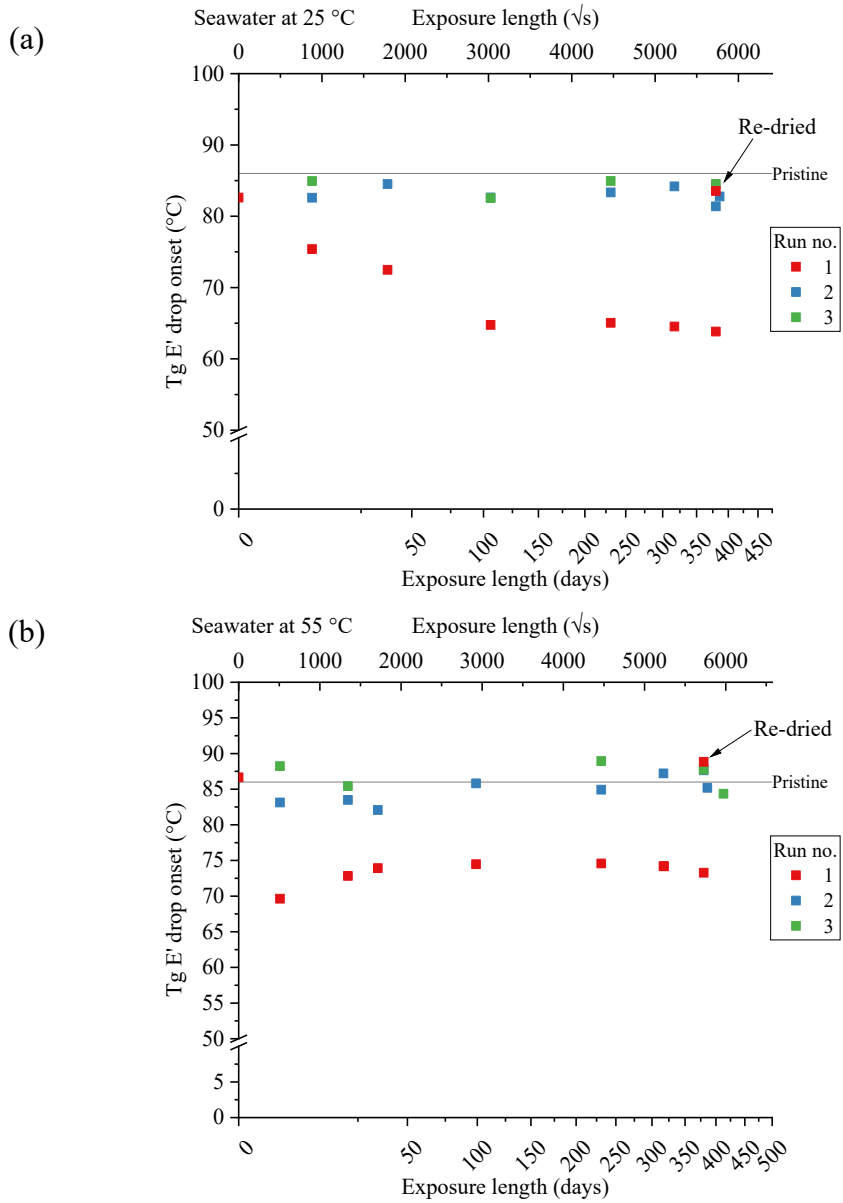 (a)
Seawater at 25 °C Exposure length (√s)
0 1000 2000 3000 4000 5000 6000
100
90
80
70
60
50
0
Tg E' drop onset (°C)
Re-dried
Pristine
Run no.
1
2
3
0 50 100 150 200 250 300 350 400 450
Exposure length (days)
(b)
Seawater at 55 °C Exposure length (√s)
0 1000 2000 3000 4000 5000 6000
100
95
90
85
80
75
70
65
60
55
50
5
0
Tg E' drop onset (°C)
Re-dried
Pristine
Run no.
1
2
3
0 50 100 150 200 250 300 350 400 450 500
Exposure length (days)